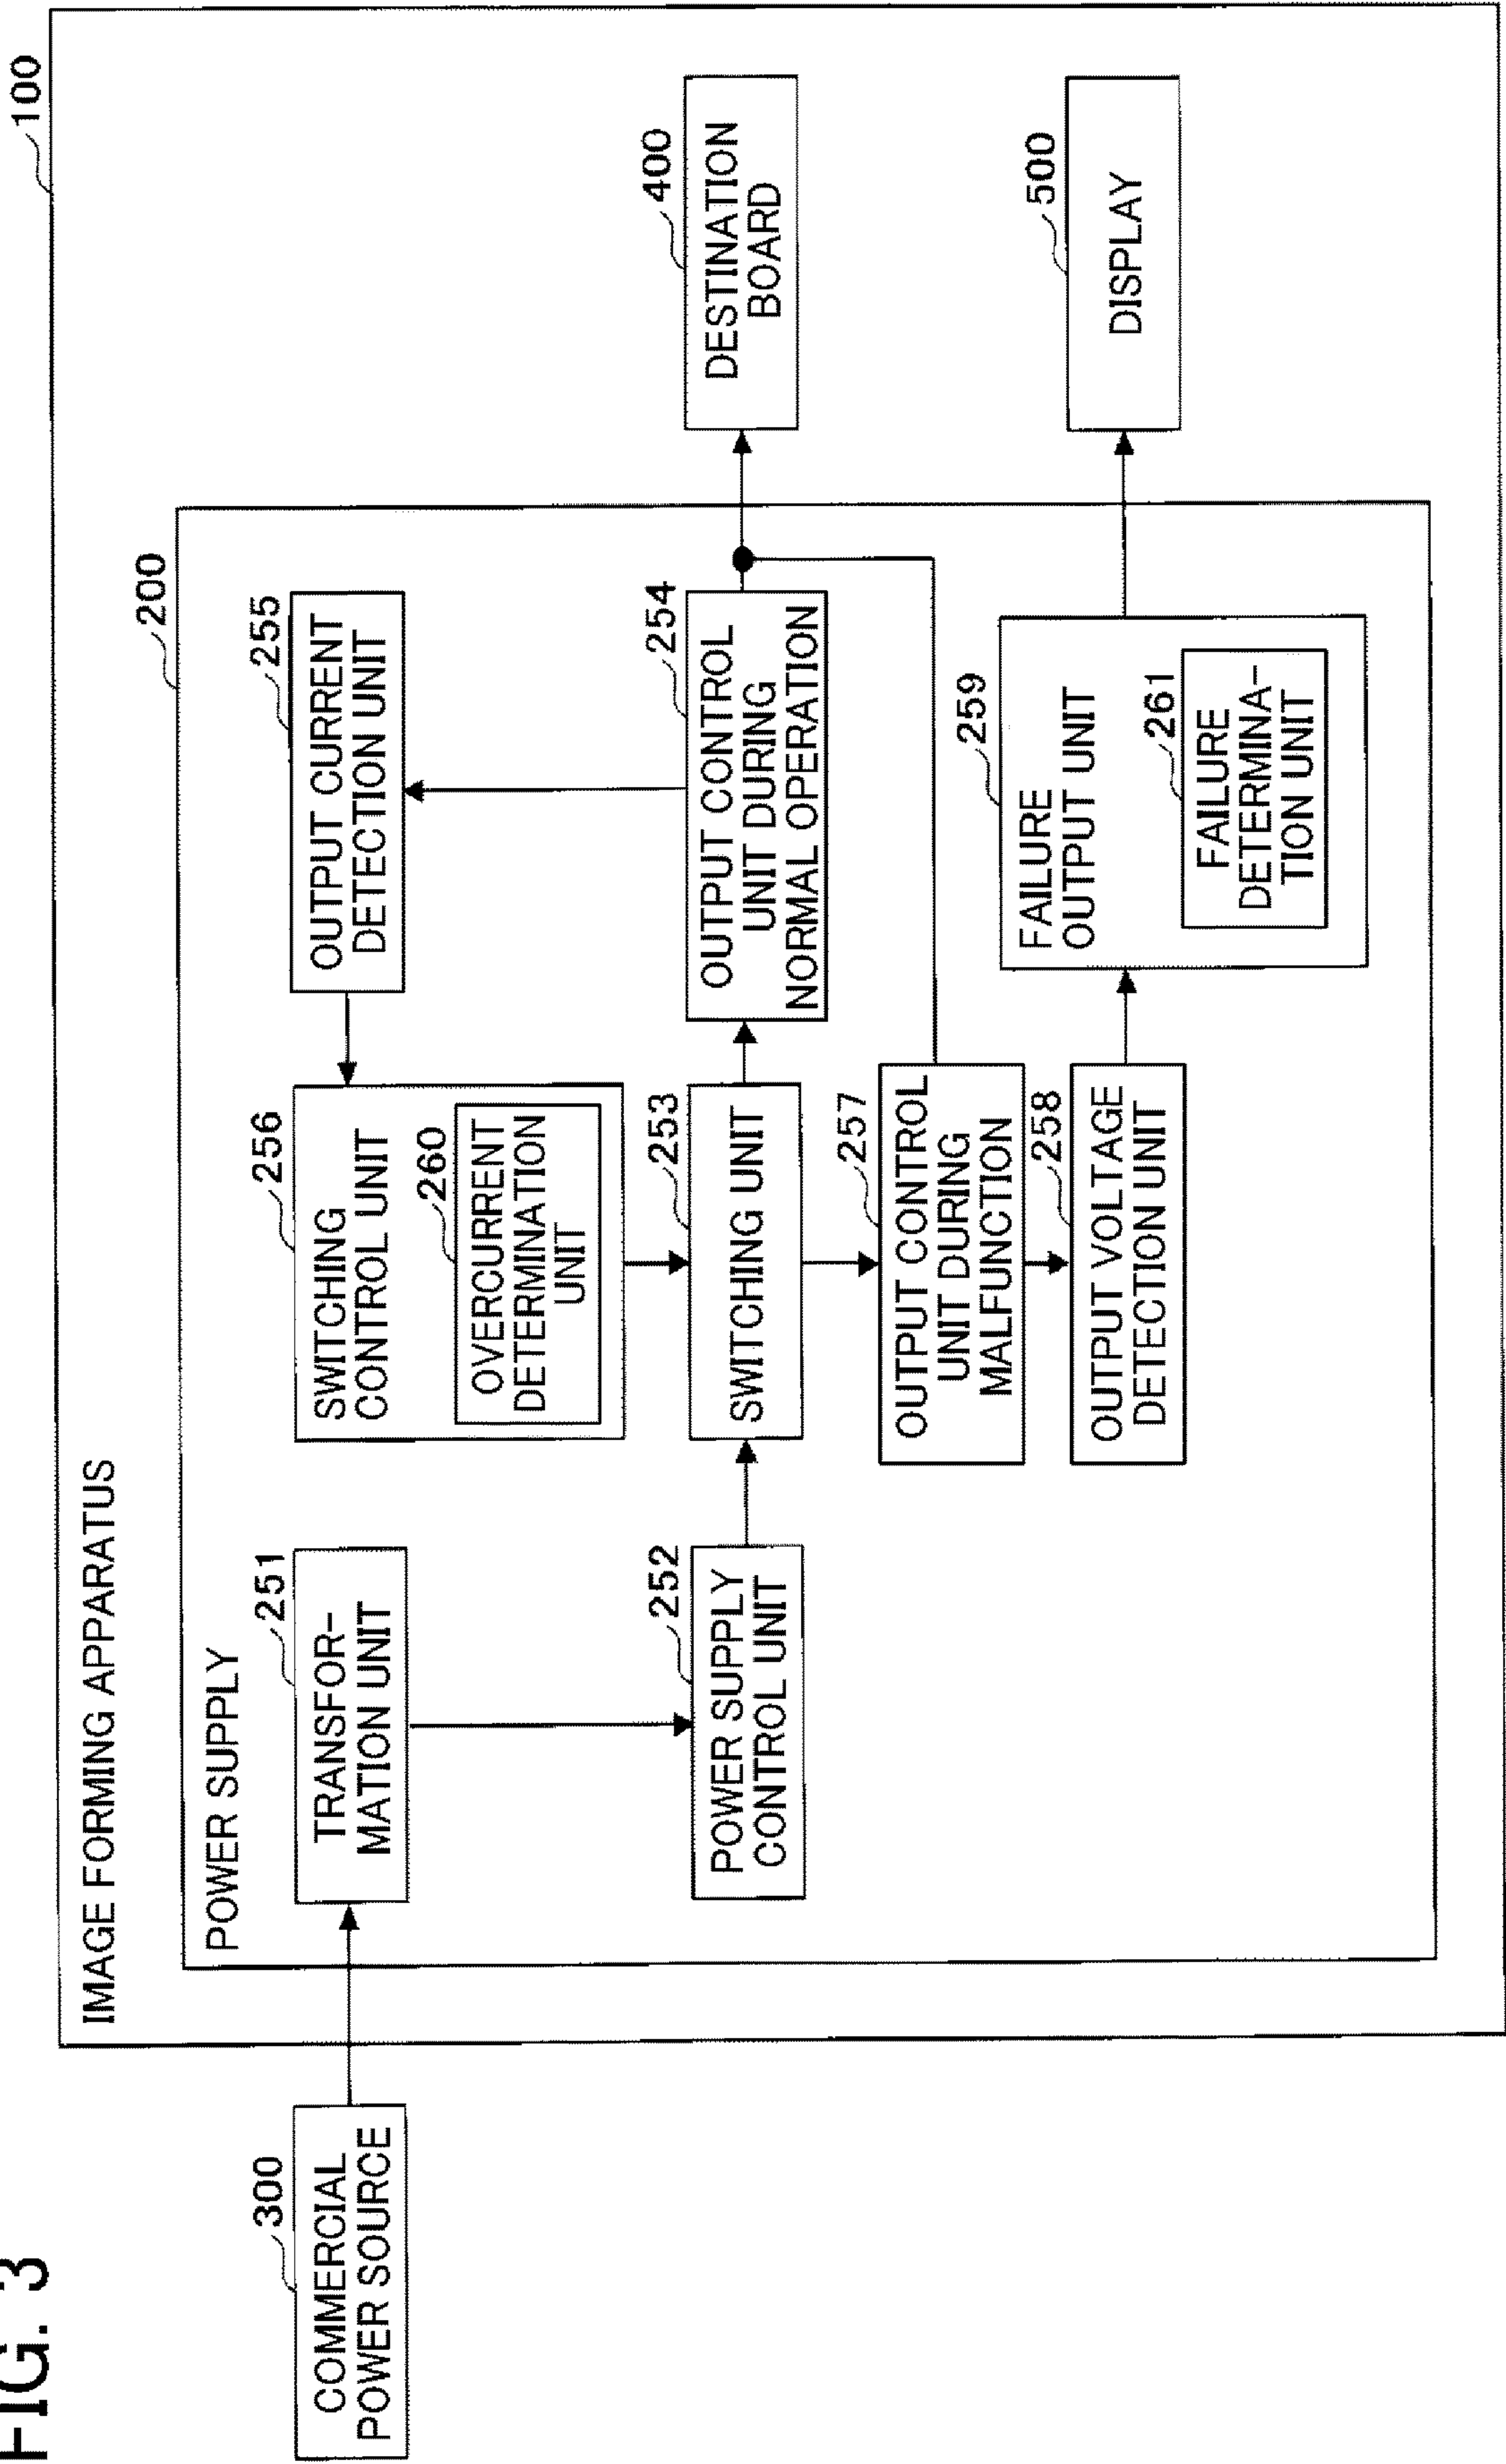 FIG. 3
100
IMAGE FORMING APPARATUS
200
POWER SUPPLY
300
COMMERCIAL
POWER SOURCE
251
TRANSFOR-
MATION UNIT
256
SWITCHING
CONTROL UNIT
260
OVERCURRENT
DETERMINATION
UNIT
255
OUTPUT CURRENT
DETECTION UNIT
252
POWER SUPPLY
CONTROL UNIT
253
SWITCHING UNIT
254
OUTPUT CONTROL
UNIT DURING
NORMAL OPERATION
400
DESTINATION
BOARD
257
OUTPUT CONTROL
UNIT DURING
MALFUNCTION
258
OUTPUT VOLTAGE
DETECTION UNIT
259
FAILURE
OUTPUT UNIT
261
FAILURE
DETERMINA-
TION UNIT
500
DISPLAY